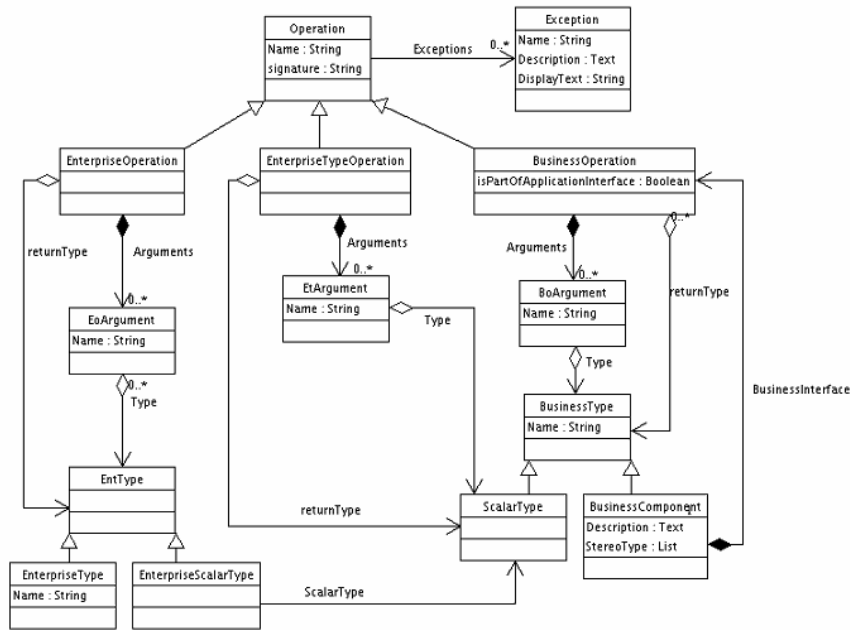 Operation
Name : String
signature : String
Exceptions
0..*
Exception
Name : String
Description : Text
DisplayText : String
EnterpriseOperation
EnterpriseTypeOperation
BusinessOperation
isPartOfApplicationInterface : Boolean
returnType
Arguments
0..*
Arguments
0..*
Arguments
0..*
0..*
returnType
EoArgument
Name : String
0..*
Type
EtArgument
Name : String
Type
BoArgument
Name : String
Type
BusinessInterface
BusinessType
Name : String
EntType
returnType
ScalarType
BusinessComponent
Description : Text
StereoType : List
EnterpriseType
Name : String
EnterpriseScalarType
ScalarType